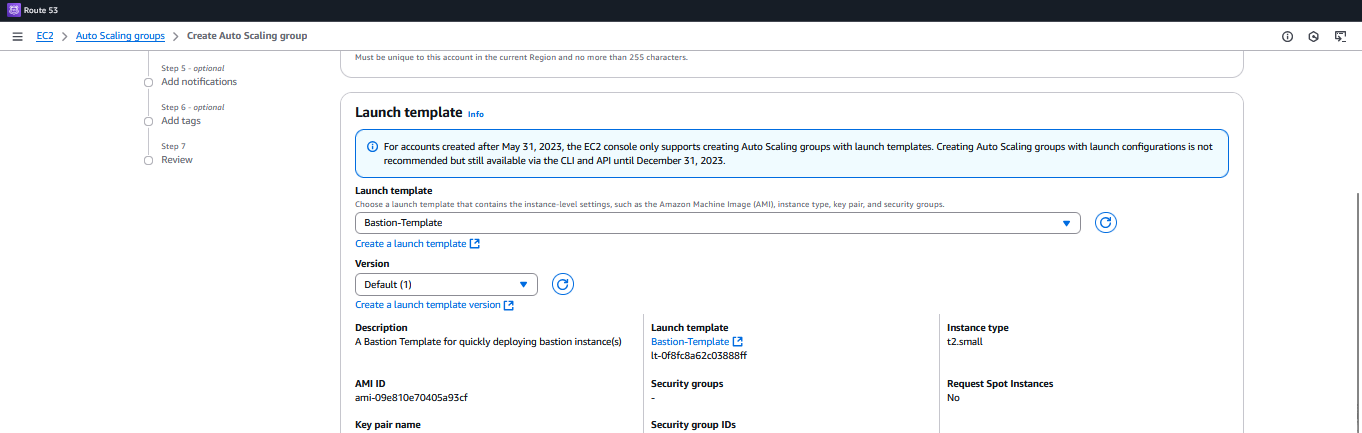 Route 53
EC2 > Auto Scaling groups > Create Auto Scaling group
Step 5 - optional
Add notifications
Step 6 - optional
Add tags
Step 7
Review
Must be unique to this account in the current Region and no more than 255 characters.
Launch template Info
For accounts created after May 31, 2023, the EC2 console only supports creating Auto Scaling groups with launch templates. Creating Auto Scaling groups with launch configurations is not
recommended but still available via the CLI and API until December 31, 2023.
Launch template
Choose a launch template that contains the instance-level settings, such as the Amazon Machine Image (AMI), instance type, key pair, and security groups.
Bastion-Template
Create a launch template
Version
Default (1)
Create a launch template version
Description
A Bastion Template for quickly deploying bastion instance(s)
Launch template
Bastion-Template
lt-0f8fc8a62c03888ff
Instance type
t2.small
AMI ID
ami-09e810e70405a93cf
Security groups
-
Request Spot Instances
No
Key pair name
Security group IDs